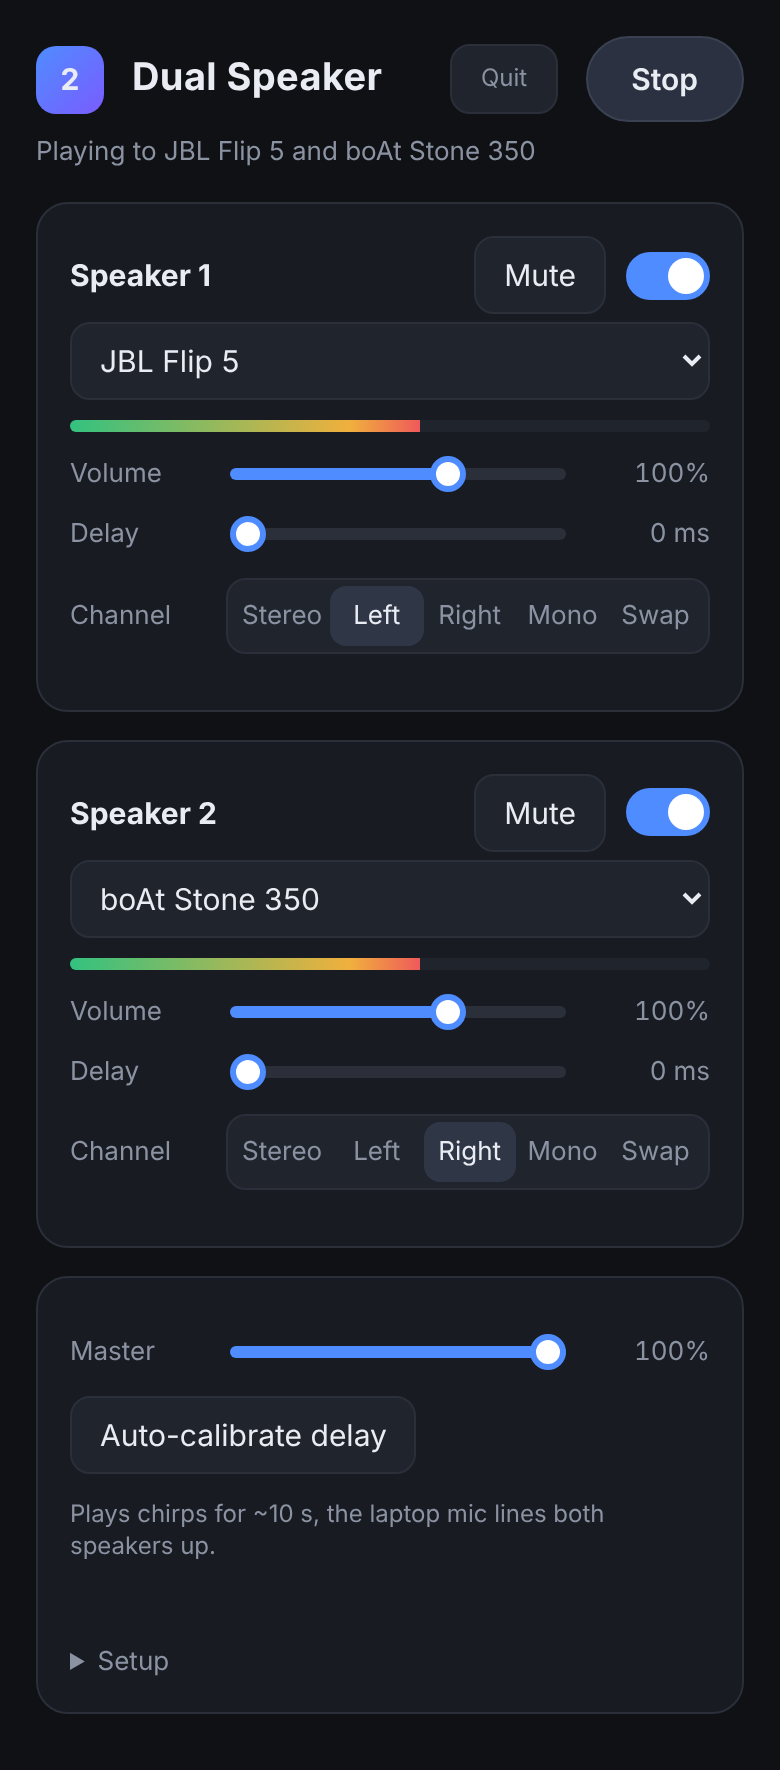 2 Dual Speaker Quit Stop
Playing to JBL Flip 5 and boAt Stone 350
Speaker 1 Mute
JBL Flip 5
Volume 100%
Delay 0 ms
Channel Stereo Left Right Mono Swap
Speaker 2 Mute
boAt Stone 350
Volume 100%
Delay 0 ms
Channel Stereo Left Right Mono Swap
Master 100%
Auto-calibrate delay
Plays chirps for ~10 s, the laptop mic lines both
speakers up.
Setup